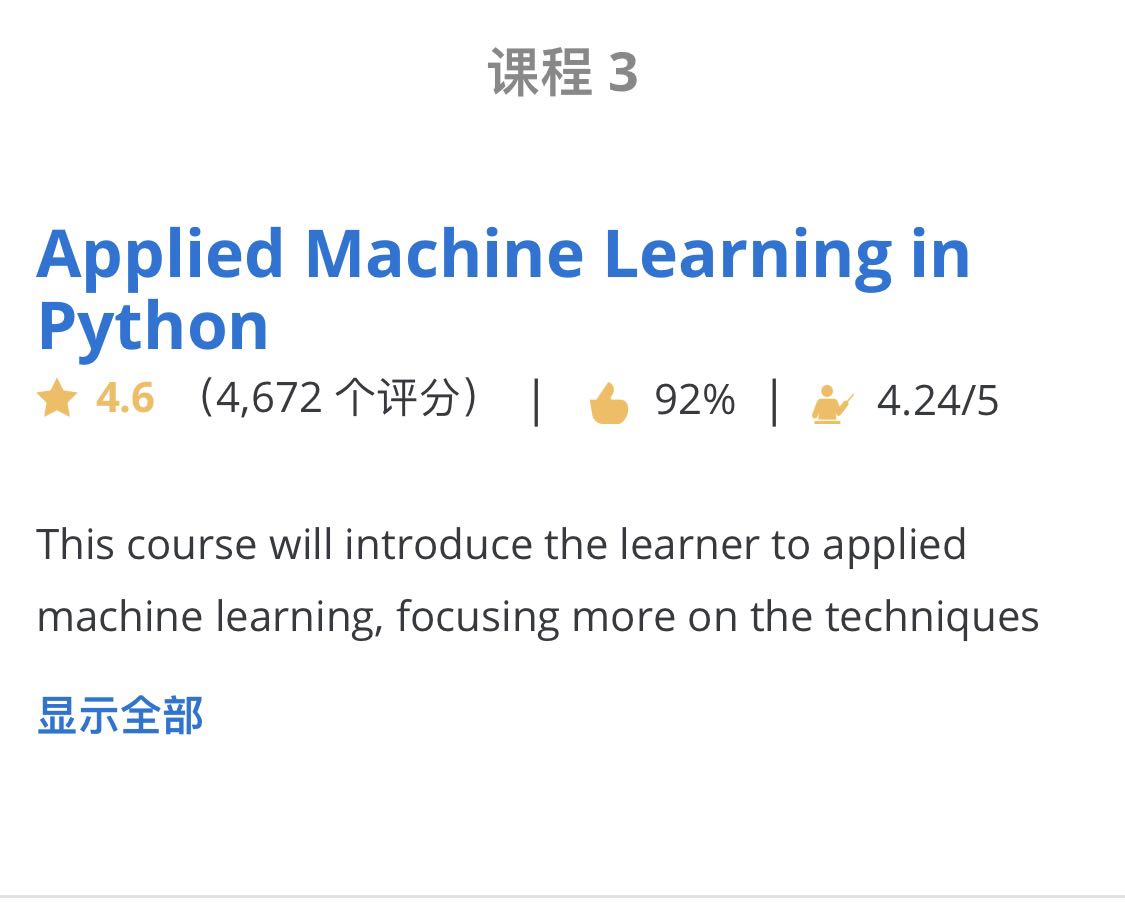 课程 3
Applied Machine Learning in
Python
4.6 （4,672 个评分） | 92% | 4.24/5
This course will introduce the learner to applied
machine learning, focusing more on the techniques
显示全部